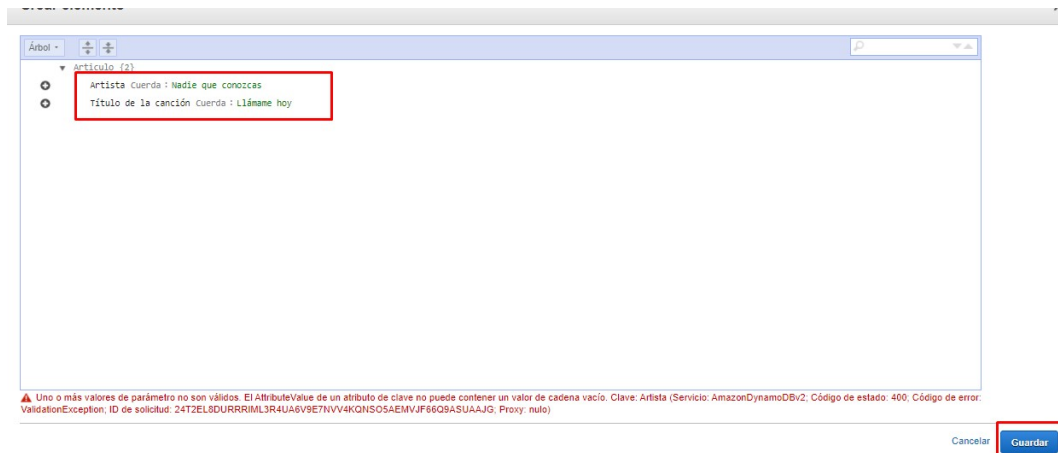 Crear elemento
Árbol
Artículo {2}
Artista Cuerda : Nadie que conozcas
Título de la canción Cuerda : Llámame hoy
Uno o más valores de parámetro no son válidos. El AttributeValue de un atributo de clave no puede contener un valor de cadena vacío. Clave: Artista (Servicio: AmazonDynamoDBv2; Código de estado: 400; Código de error:
ValidationException; ID de solicitud: 24T2EL8DURRRIML3R4UA6V9E7NVV4KQNSO5AEMVJF66Q9ASUAAJG; Proxy: nulo)
Cancelar Guardar